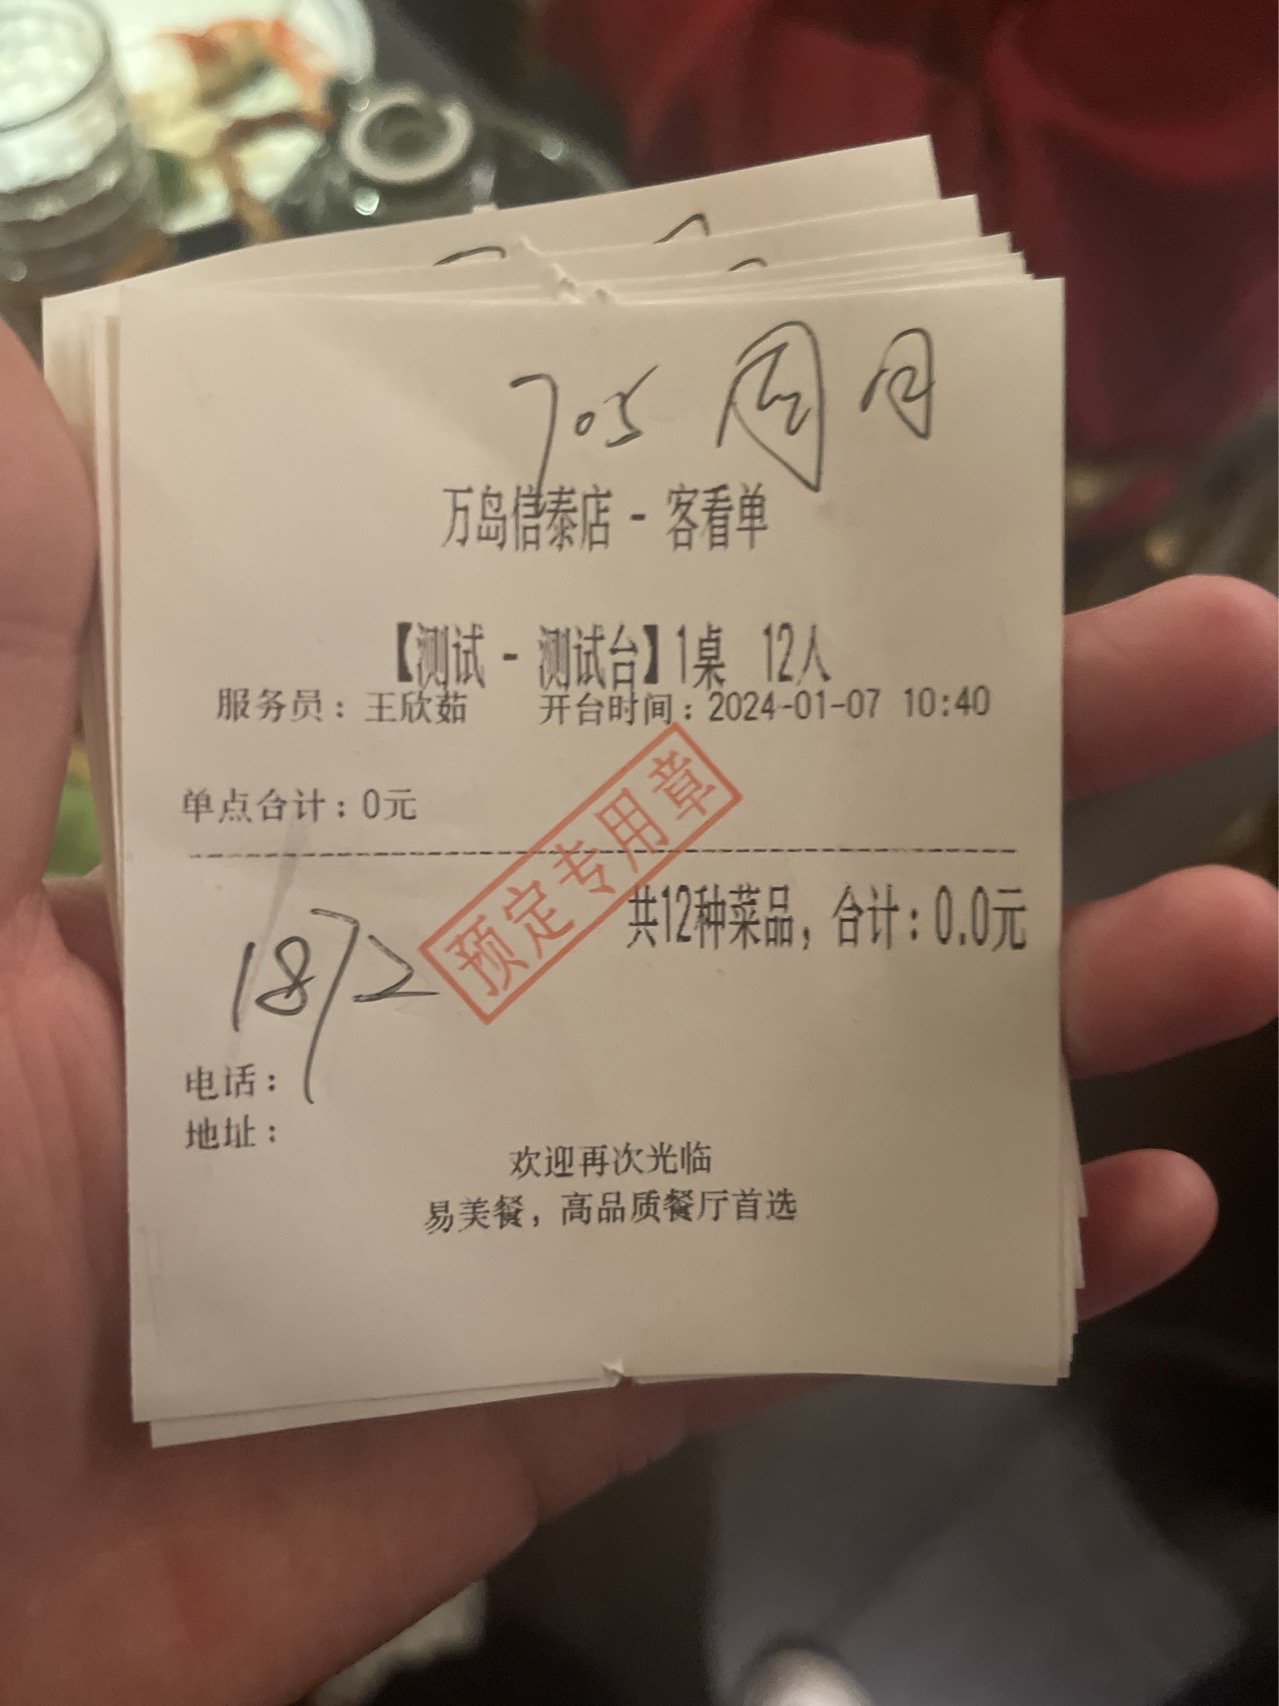 705 周月
万岛信泰店 - 客看单
【测试 - 测试台】1桌 12人
服务员：王欣茹 开台时间：2024-01-07 10:40
单点合计：0元
预定专用章
共12种菜品，合计：0.0元
1872
电话：
地址：
欢迎再次光临
易美餐，高品质餐厅首选